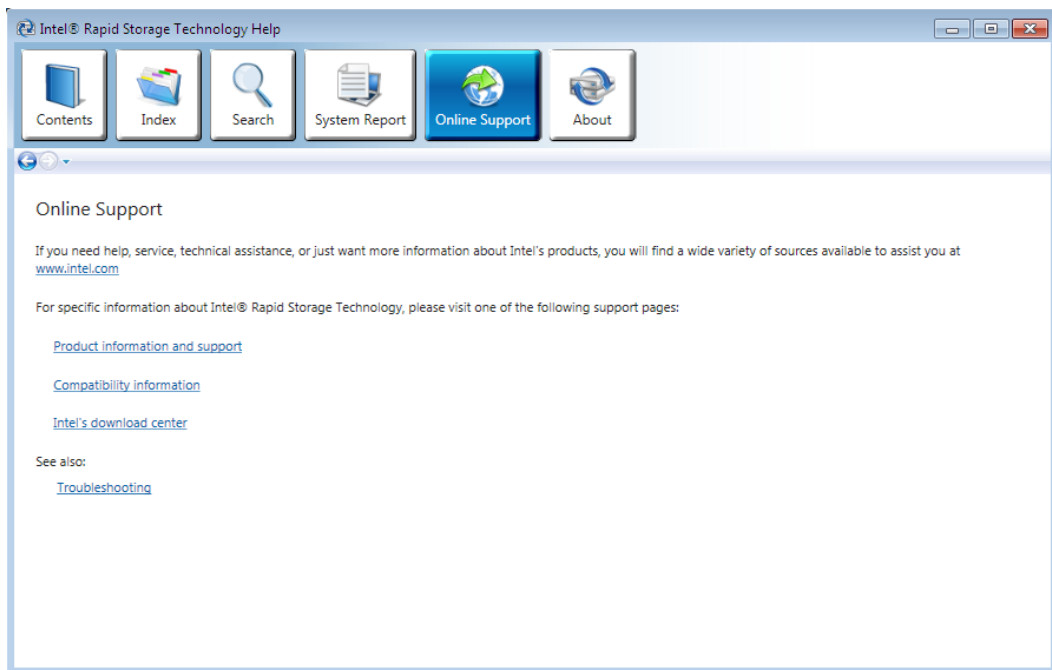 Intel® Rapid Storage Technology Help
Contents
Index
Search
System Report
Online Support
About
Online Support
If you need help, service, technical assistance, or just want more information about Intel's products, you will find a wide variety of sources available to assist you at
www.intel.com
For specific information about Intel® Rapid Storage Technology, please visit one of the following support pages:
Product information and support
Compatibility information
Intel's download center
See also:
Troubleshooting